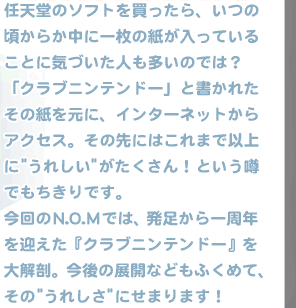 任天堂のソフトを買ったら、いつの
頃からか中に一枚の紙が入っている
ことに気づいた人も多いのでは？
「クラブニンテンドー」と書かれた
その紙を元に、インターネットから
アクセス。その先にはこれまで以上
に"うれしい"がたくさん！という噂
でもちきりです。
今回のN.O.Mでは、発足から一周年
を迎えた『クラブニンテンドー』を
大解剖。今後の展開などもふくめて、
その"うれしさ"にせまります！